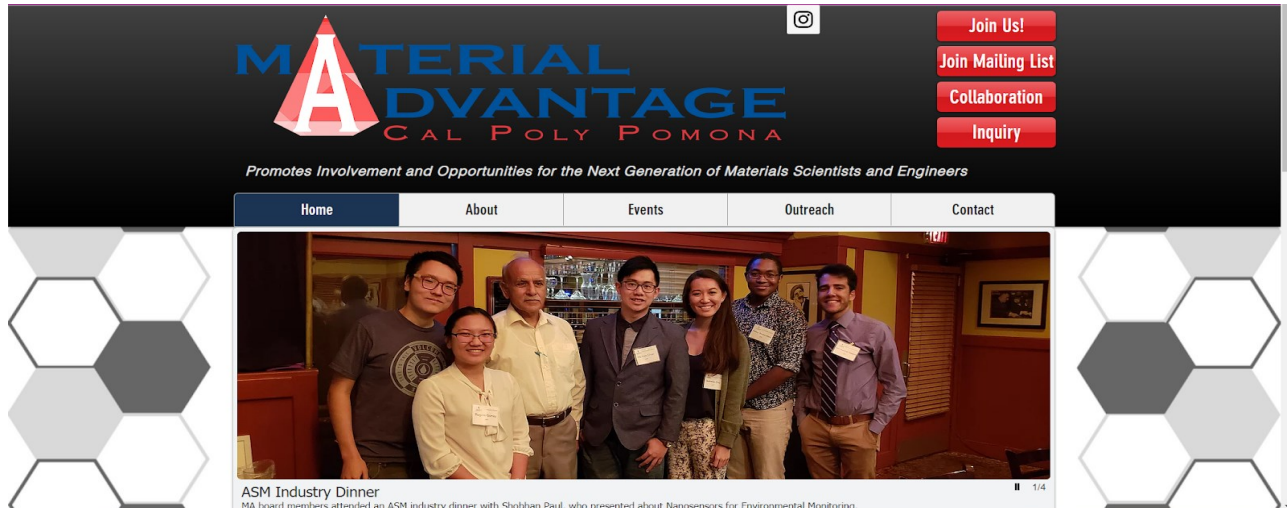 MATERIAL
ADVANTAGE
CAL POLY POMONA
Join Us!
Join Mailing List
Collaboration
Inquiry
Promotes Involvement and Opportunities for the Next Generation of Materials Scientists and Engineers
Home About Events Outreach Contact
ASM Industry Dinner
1/4
MA board members attended an ASM industry dinner with Shobhan Paul, who presented about Nanosensors for Environmental Monitoring.